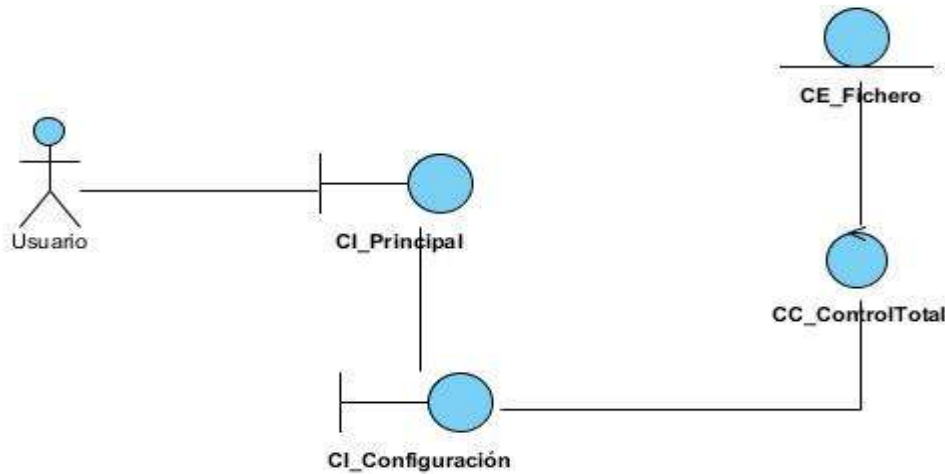 CE_Fichero
Usuario
CI_Principal
CC_ControlTotal
CI_Configuración